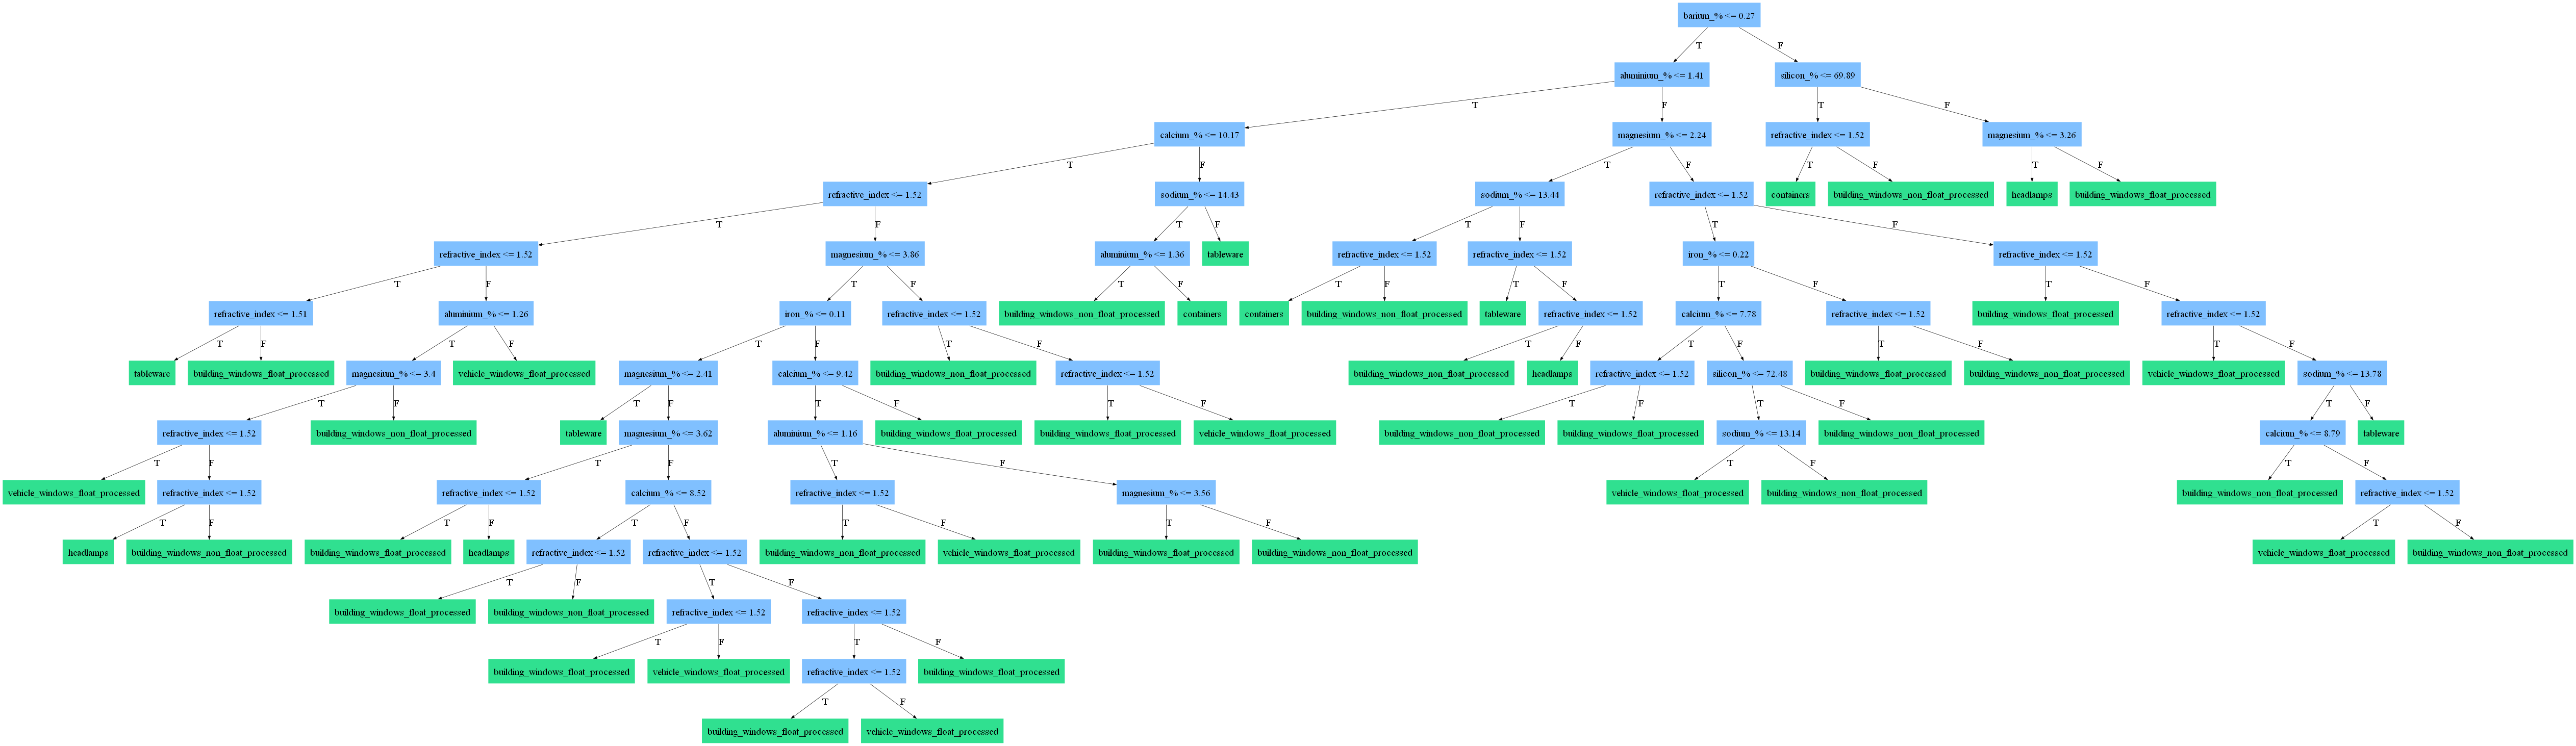 barium_% <= 0.27
T
F
aluminium_% <= 1.41
silicon_% <= 69.89
T
F
T
F
calcium_% <= 10.17
magnesium_% <= 2.24
refractive_index <= 1.52
magnesium_% <= 3.26
T
F
T
F
T
F
T
F
refractive_index <= 1.52
sodium_% <= 14.43
sodium_% <= 13.44
refractive_index <= 1.52
containers
building_windows_non_float_processed
headlamps
building_windows_float_processed
T
F
T
F
T
F
T
F
refractive_index <= 1.52
magnesium_% <= 3.86
aluminium_% <= 1.36
tableware
refractive_index <= 1.52
refractive_index <= 1.52
iron_% <= 0.22
refractive_index <= 1.52
T
F
T
F
T
F
T
F
T
F
T
F
T
F
refractive_index <= 1.51
aluminium_% <= 1.26
iron_% <= 0.11
refractive_index <= 1.52
building_windows_non_float_processed
containers
containers
building_windows_non_float_processed
tableware
refractive_index <= 1.52
calcium_% <= 7.78
refractive_index <= 1.52
building_windows_float_processed
refractive_index <= 1.52
T
F
T
F
T
F
T
F
T
F
T
F
T
F
T
F
tableware
building_windows_float_processed
magnesium_% <= 3.4
vehicle_windows_float_processed
magnesium_% <= 2.41
calcium_% <= 9.42
building_windows_non_float_processed
refractive_index <= 1.52
building_windows_non_float_processed
headlamps
refractive_index <= 1.52
silicon_% <= 72.48
building_windows_float_processed
building_windows_non_float_processed
vehicle_windows_float_processed
sodium_% <= 13.78
T
F
T
F
T
F
T
F
T
F
T
F
T
F
refractive_index <= 1.52
building_windows_non_float_processed
tableware
magnesium_% <= 3.62
aluminium_% <= 1.16
building_windows_float_processed
building_windows_float_processed
vehicle_windows_float_processed
building_windows_non_float_processed
building_windows_float_processed
sodium_% <= 13.14
building_windows_non_float_processed
calcium_% <= 8.79
tableware
T
F
T
F
T
F
T
F
T
F
vehicle_windows_float_processed
refractive_index <= 1.52
refractive_index <= 1.52
calcium_% <= 8.52
refractive_index <= 1.52
magnesium_% <= 3.56
vehicle_windows_float_processed
building_windows_non_float_processed
building_windows_non_float_processed
refractive_index <= 1.52
T
F
T
F
T
F
T
F
T
F
T
F
headlamps
building_windows_non_float_processed
building_windows_float_processed
headlamps
refractive_index <= 1.52
refractive_index <= 1.52
building_windows_non_float_processed
vehicle_windows_float_processed
building_windows_float_processed
building_windows_non_float_processed
vehicle_windows_float_processed
building_windows_non_float_processed
T
F
T
F
building_windows_float_processed
building_windows_non_float_processed
refractive_index <= 1.52
refractive_index <= 1.52
T
F
T
F
building_windows_float_processed
vehicle_windows_float_processed
refractive_index <= 1.52
building_windows_float_processed
T
F
building_windows_float_processed
vehicle_windows_float_processed